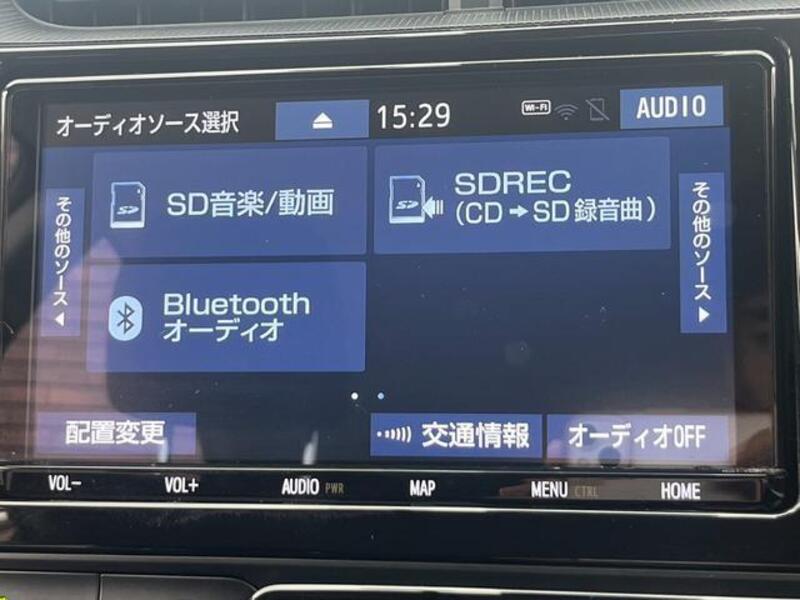 オーディオソース選択
15:29
Wi-Fi
AUDIO
その他のソース
SD音楽/動画
SDREC
(CD➡SD録音曲)
その他のソース
Bluetooth
オーディオ
配置変更
交通情報
オーディオOFF
VOL-
VOL+
AUDIO PWR
MAP
MENU CTRL
HOME